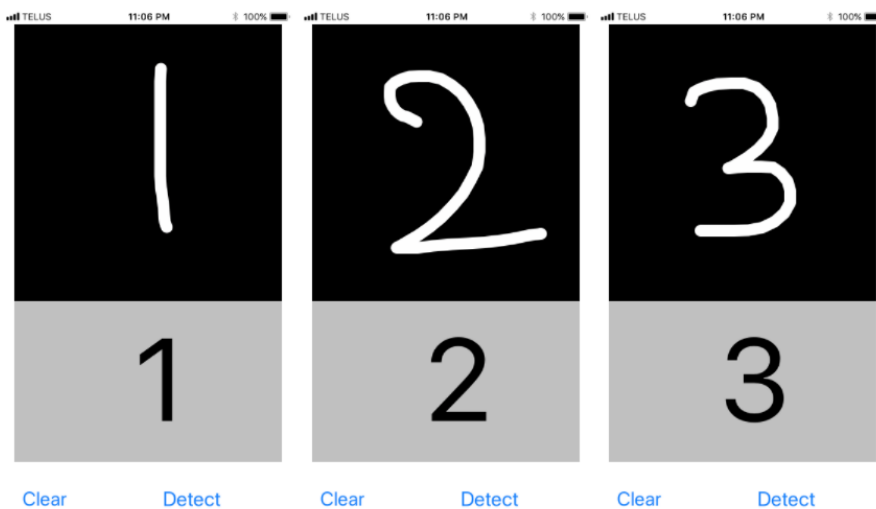 TELUS 11:06 PM 100% TELUS 11:06 PM 100% TELUS 11:06 PM 100%
1 2 3
1 2 3
Clear Detect Clear Detect Clear Detect